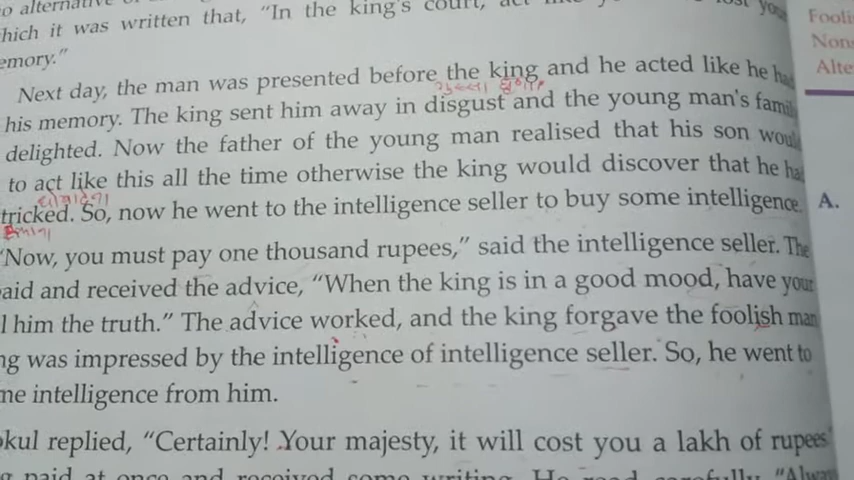 o alternative
hich it was written that, "In the king's court, act like
emory."
Fooli
Non
Alte
Next day, the man was presented before the king and he acted like he had
his memory. The king sent him away in disgust and the young man's family
delighted. Now the father of the young man realised that his son would
to act like this all the time otherwise the king would discover that he had
tricked. So, now he went to the intelligence seller to buy some intelligence.
A.
"Now, you must pay one thousand rupees," said the intelligence seller. The
aid and received the advice, "When the king is in a good mood, have your
l him the truth." The advice worked, and the king forgave the foolish man
ng was impressed by the intelligence of intelligence seller. So, he went to
me intelligence from him.
okul replied, "Certainly! Your majesty, it will cost you a lakh of rupees
g paid at once and received some writing. He read carefully, "Alway